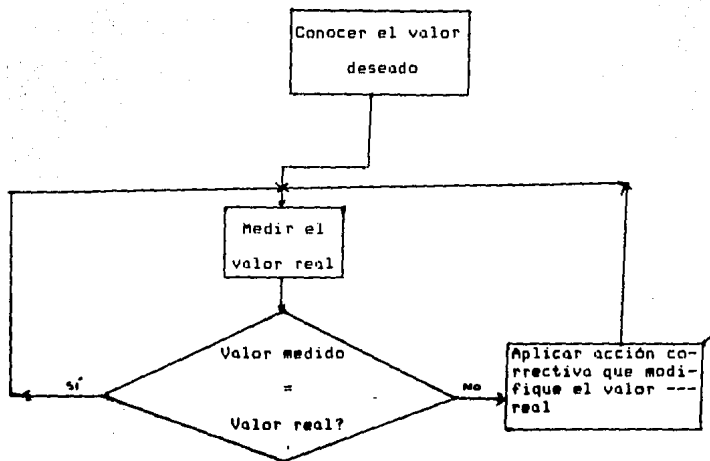 Conocer el valor
deseado
Medir el
valor real
Valor medido
=
Valor real?
SÍ
NO
Aplicar acción co-
rrectiva que modi-
fique el valor ---
real